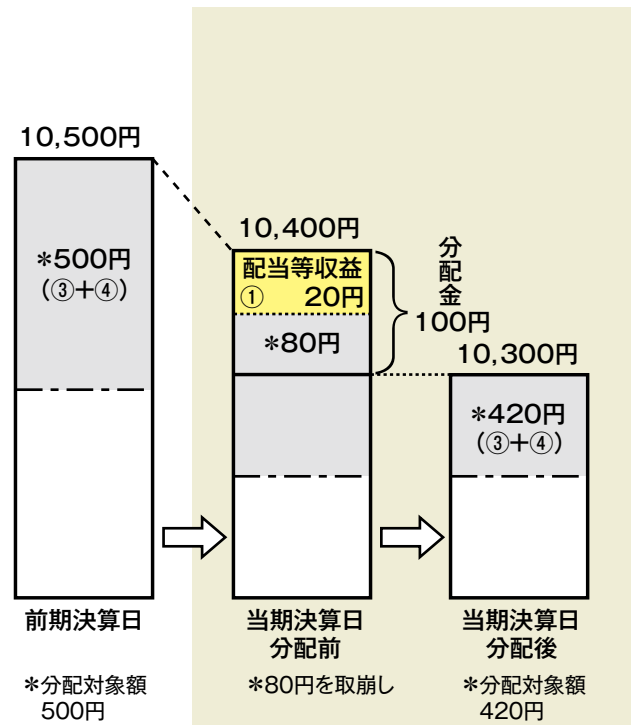 10,500円
*500円
(③+④)
10,400円
配当等収益
① 20円
*80円
分配金
100円
10,300円
*420円
(③+④)
前期決算日
当期決算日
分配前
当期決算日
分配後
*分配対象額
500円
*80円を取崩し
*分配対象額
420円